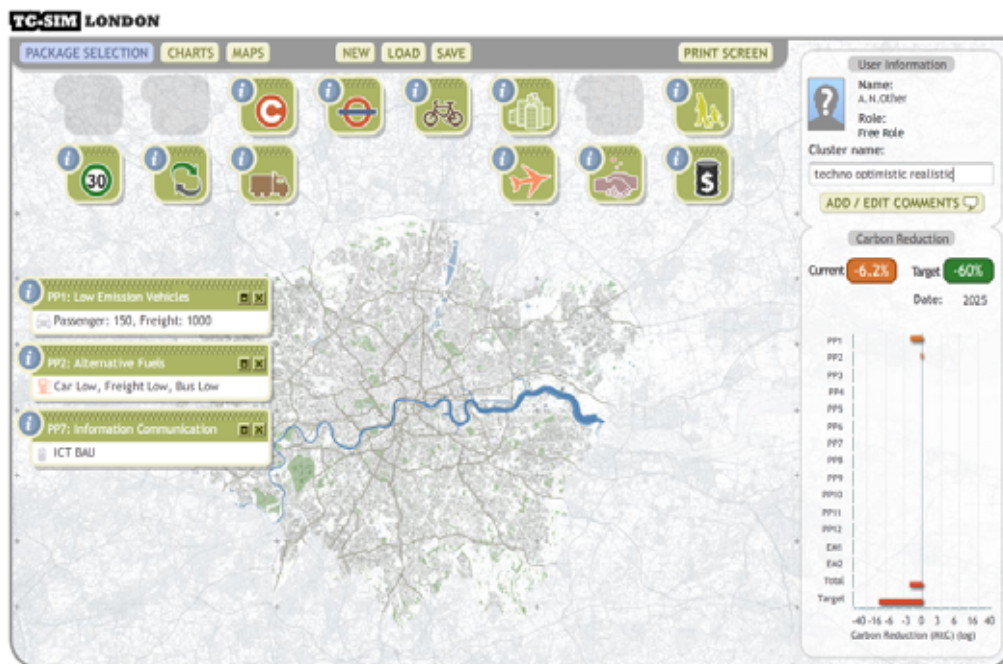 TC-SIM LONDON
PACKAGE SELECTION CHARTS MAPS NEW LOAD SAVE PRINT SCREEN
User Information
Name:
A.N.Other
Role:
Free Role
Cluster name:
techno optimistic realistic
ADD / EDIT COMMENTS
i i i i i
C
i i i i i i
30
$
Carbon Reduction
Current -6.2% Target -60%
Date: 2025
i PP1: Low Emission Vehicles
Passenger: 150, Freight: 1000
i PP2: Alternative Fuels
Car Low, Freight Low, Bus Low
i PP7: Information Communication
ICT BAU
PP1
PP2
PP3
PP4
PP5
PP6
PP7
PP8
PP9
PP10
PP11
PP12
EM1
EM2
Total
Target
-40 -16 -6 -3 -1 0 1 3 6 16 40
Carbon Reduction (MtC) (log)